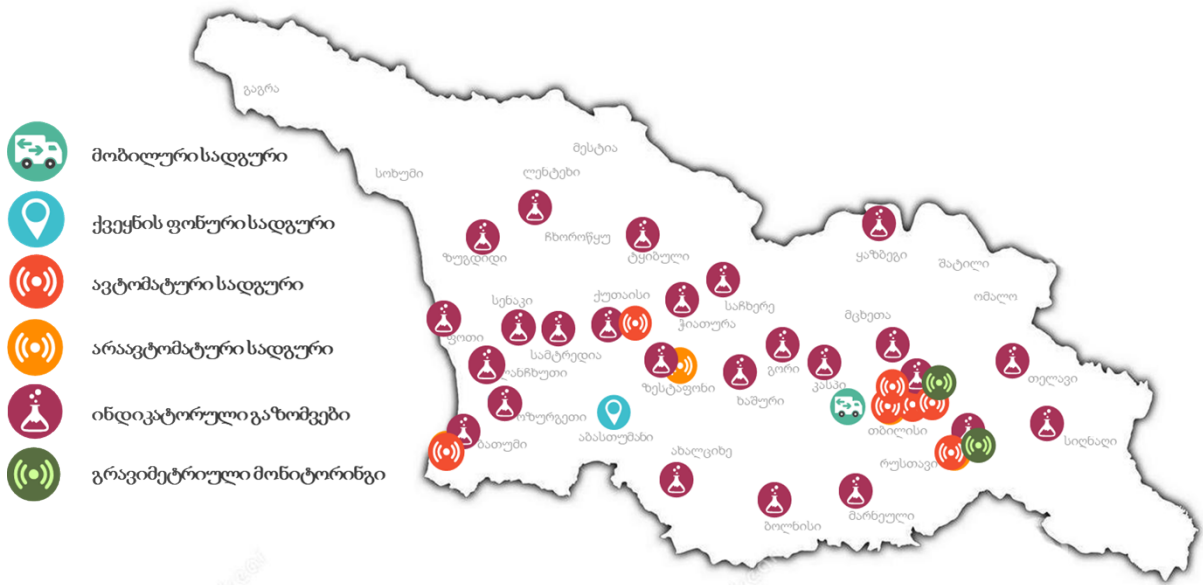 მობილური სადგური
ქვეყნის ფონური სადგური
ავტომატური სადგური
არაავტომატური სადგური
ინდიკატორული გაზომვები
გრავიმეტრიული მონიტორინგი
გაგრა
სოხუმი
მესტია
ლენტეხი
ჩხოროწყუ
ზუგდიდი
ტყიბული
ყაზბეგი
შატილი
ომალო
სენაკი
ქუთაისი
საჩხერე
ჭიათურა
ფოთი
სამტრედია
მცხეთა
ლანჩხუთი
ზესტაფონი
ხაშური
გორი
კასპი
თელავი
ოზურგეთი
აბასთუმანი
თბილისი
ბათუმი
ახალციხე
რუსთავი
სიღნაღი
ბოლნისი
მარნეული